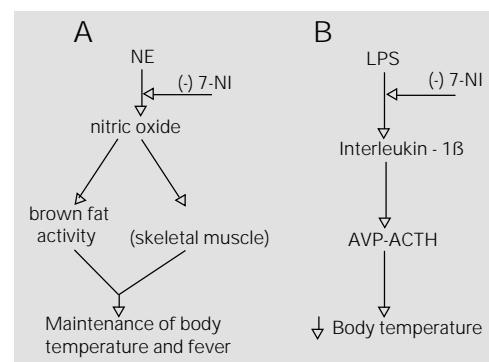 A
NE
(-) 7-NI
nitric oxide
brown fat
activity
(skeletal muscle)
Maintenance of body
temperature and fever
B
LPS
(-) 7-NI
Interleukin - 1ß
AVP-ACTH
Body temperature